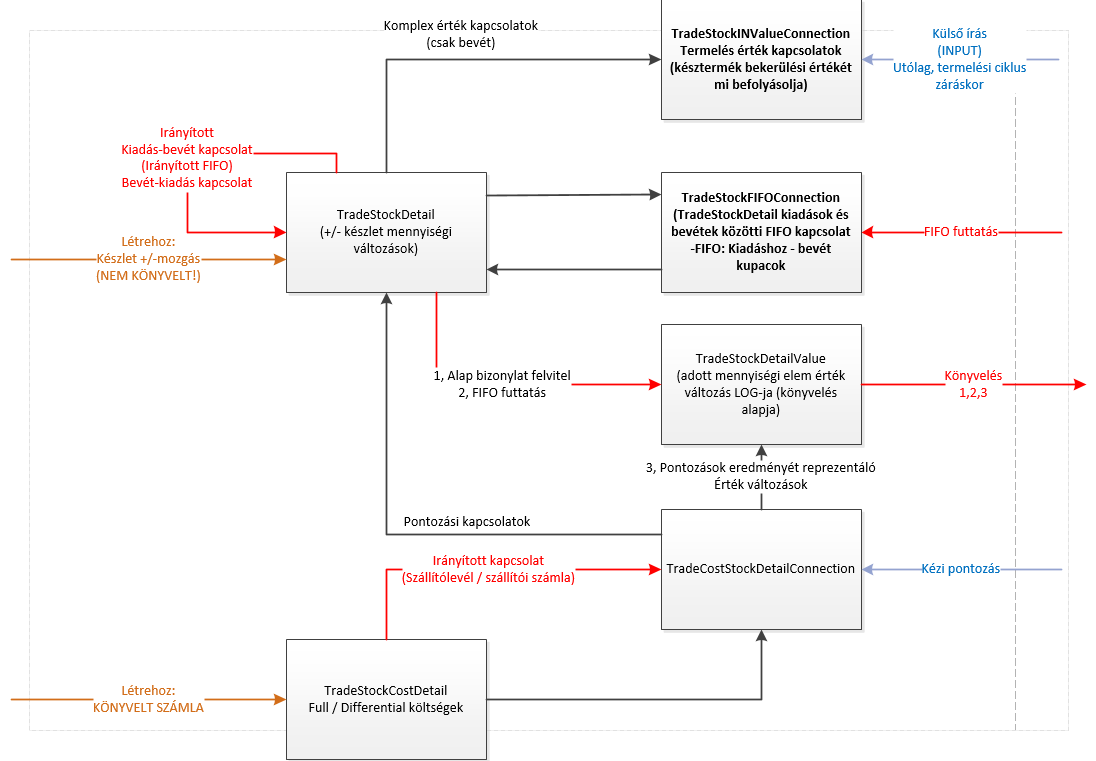 Komplex érték kapcsolatok
(csak bevét)
TradeStockINValueConnection
Termelés érték kapcsolatok
(késztermék bekerülési értékét
mi befolyásolja)
Külső írás
(INPUT)
Utólag, termelési ciklus
záráskor
Irányított
Kiadás-bevét kapcsolat
(Irányított FIFO)
Bevét-kiadás kapcsolat
TradeStockDetail
(+/- készlet mennyiségi
változások)
TradeStockFIFOConnection
(TradeStockDetail kiadások és
bevétek közötti FIFO kapcsolat
-FIFO: Kiadáshoz - bevét
kupacok
FIFO futtatás
Létrehoz:
Készlet +/-mozgás
(NEM KÖNYVELT!)
1, Alap bizonylat felvitel
2, FIFO futtatás
TradeStockDetailValue
(adott mennyiségi elem érték
változás LOG-ja (könyvelés
alapja)
Könyvelés
1,2,3
3, Pontozások eredményét reprezentáló
Érték változások
Pontozási kapcsolatok
Irányított kapcsolat
(Szállítólevél / szállítói számla)
TradeCostStockDetailConnection
Kézi pontozás
Létrehoz:
KÖNYVELT SZÁMLA
TradeStockCostDetail
Full / Differential költségek